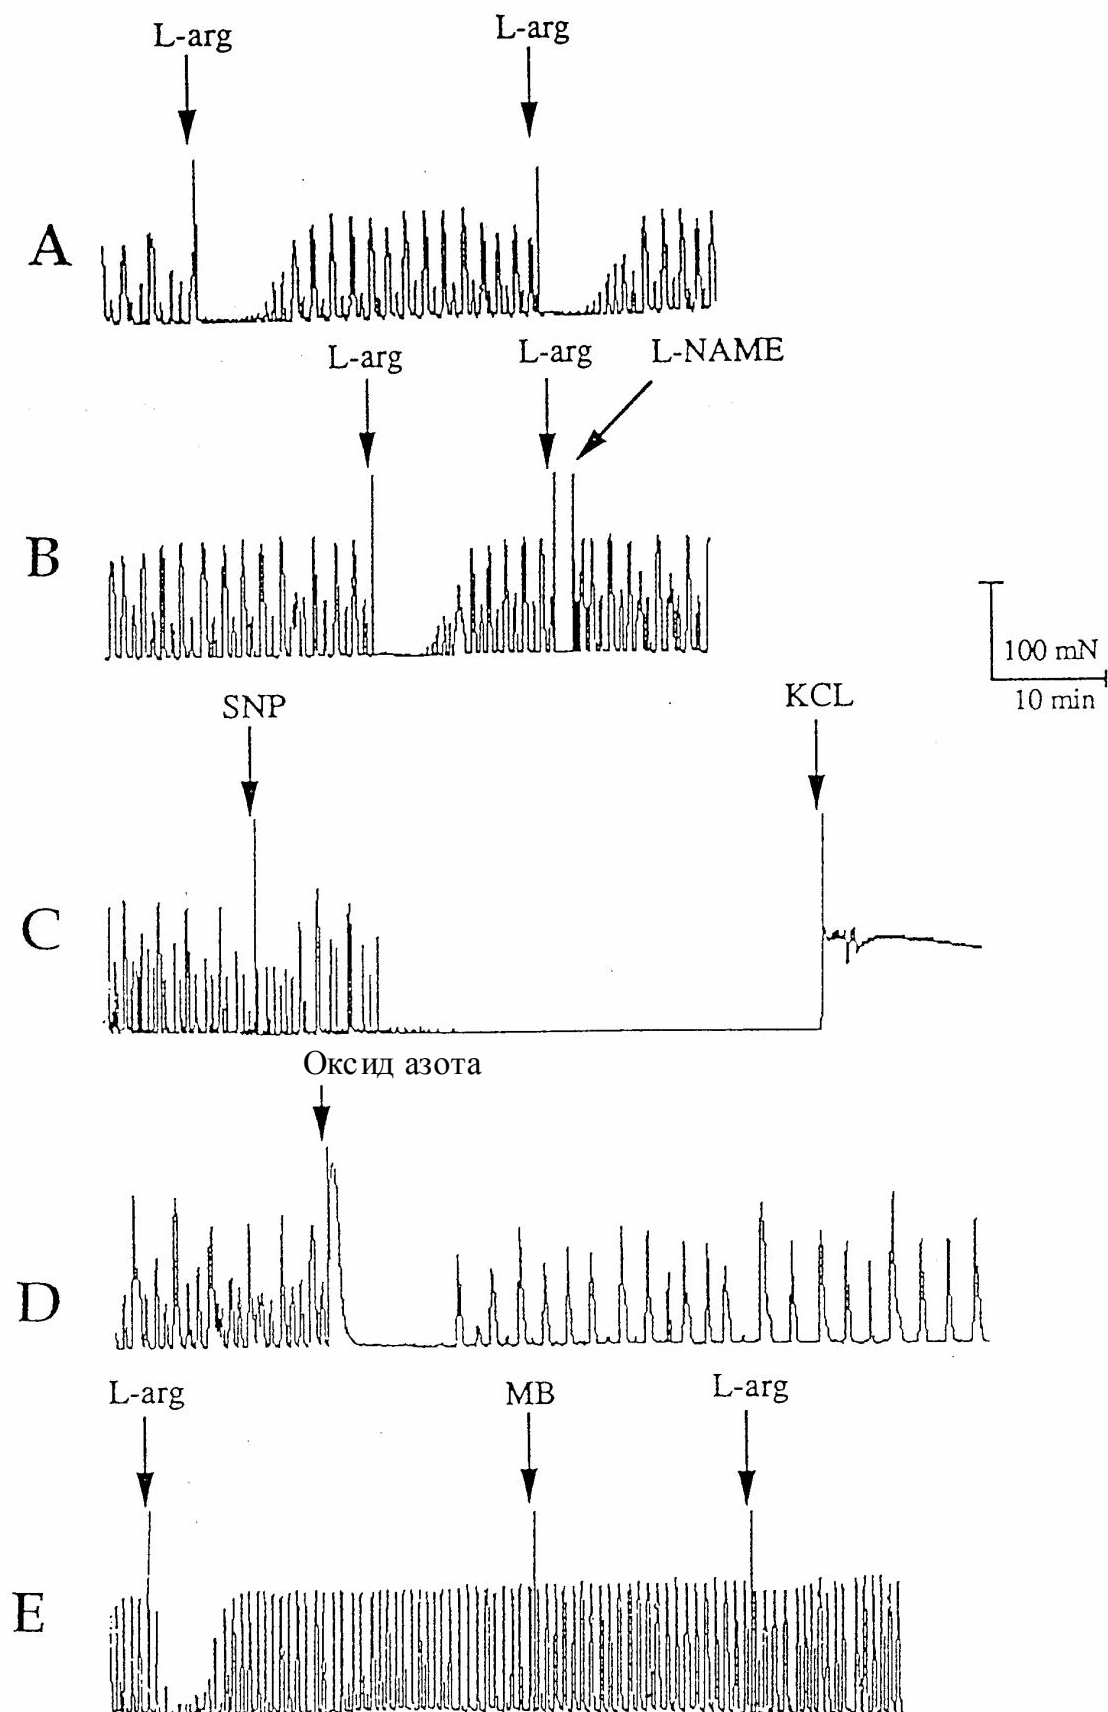 L-arg L-arg
A
L-arg L-arg L-NAME
B
100 mN
10 min
SNP KCL
C
Оксид азота
D
L-arg MB L-arg
E